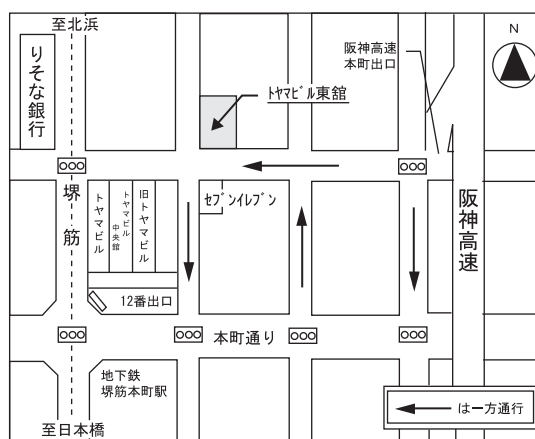 至北浜
りそな銀行
阪神高速
本町出口
N
ﾄﾔﾏﾋﾞﾙ東舘
堺筋
トヤマビル
トヤマビル
中央館
旧トヤマビル
ｾﾌﾞﾝｲﾚﾌﾞﾝ
阪神高速
12番出口
本町通り
地下鉄
堺筋本町駅
至日本橋
は一方通行